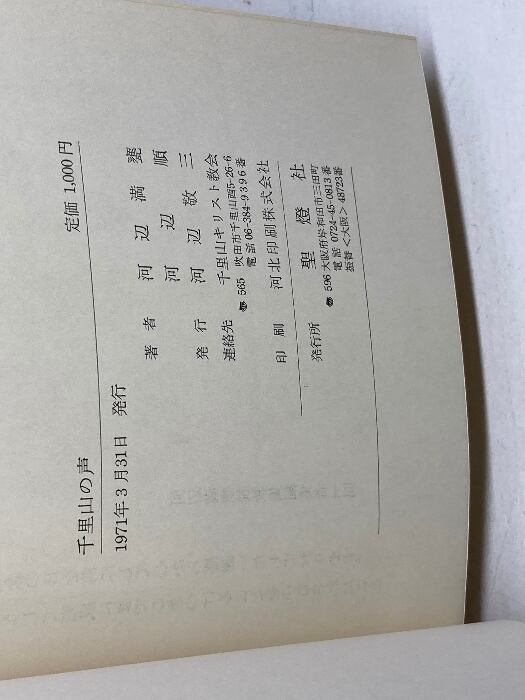 千里山の声
1971年3月31日 発行 定価 1,000円
著者 河辺満甕
河辺 順
発行 河辺敬三
連絡先 千里山キリスト教会
565 吹田市千里山西5-26-6
電話 06-384-9396番
印刷 河北印刷株式会社
発行所 聖燈社
596 大阪府岸和田市三田町
電話 0724-45-0813番
振替<大阪> 48723番